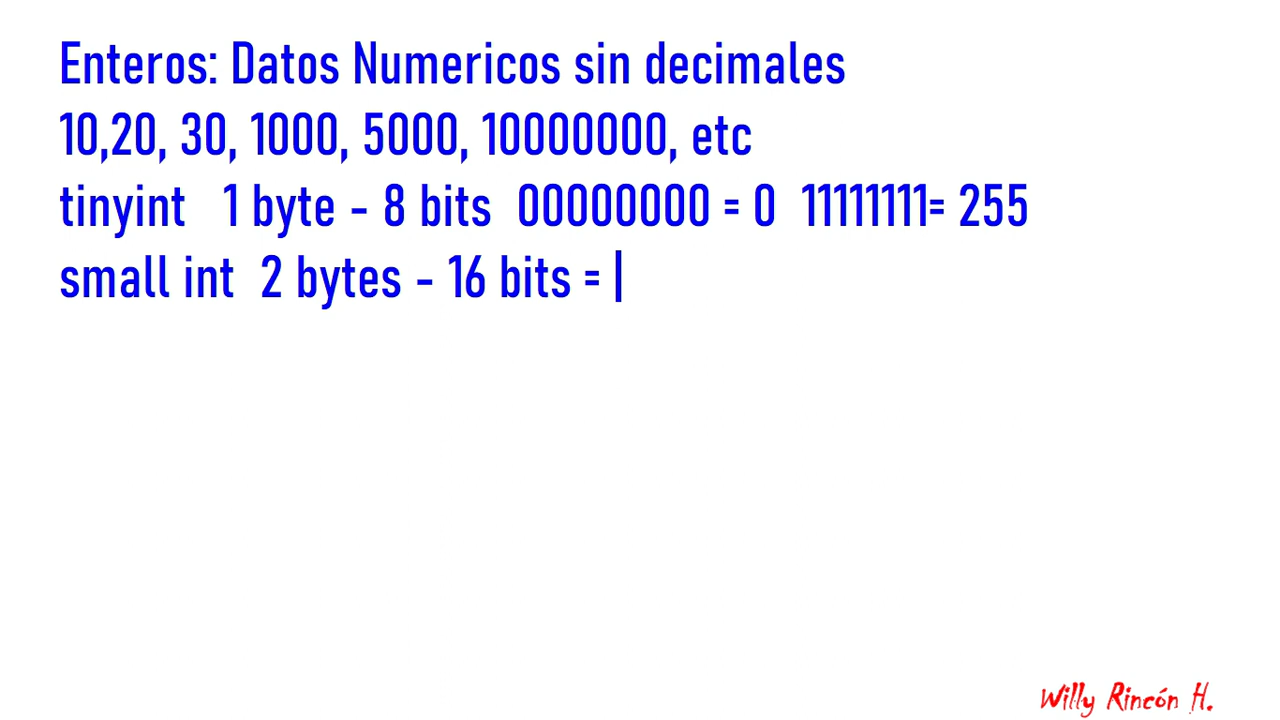 Enteros: Datos Numericos sin decimales
10,20, 30, 1000, 5000, 10000000, etc
tinyint 1 byte - 8 bits 00000000 = 0 11111111= 255
small int 2 bytes - 16 bits =
Willy Rincón H.